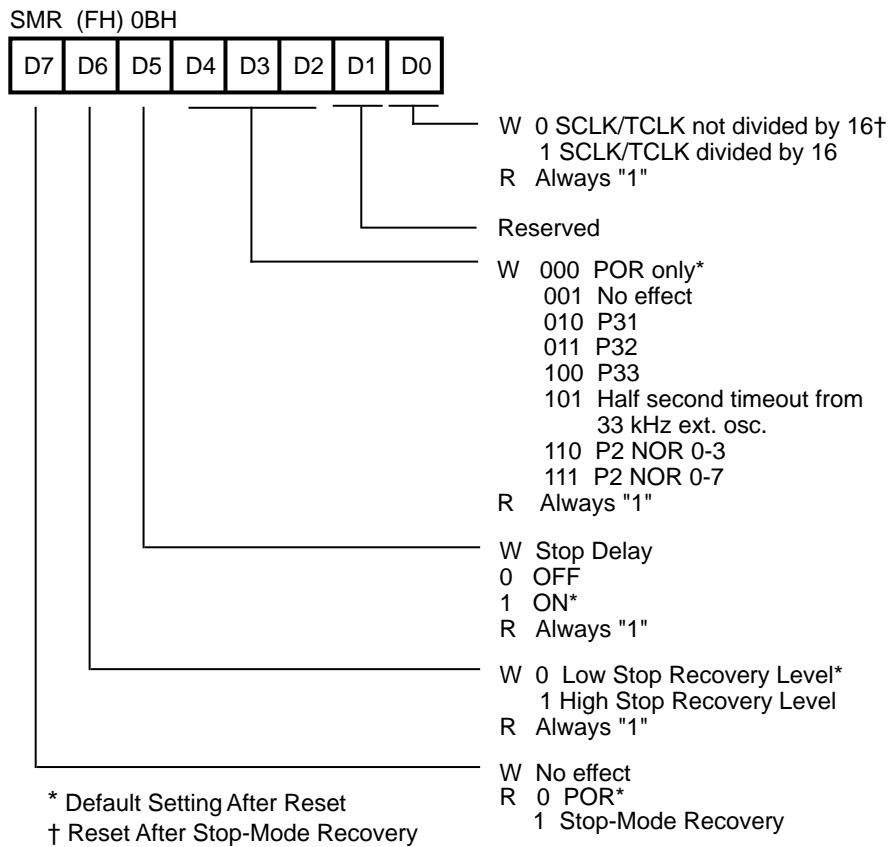 SMR (FH) 0BH
D7 D6 D5 D4 D3 D2 D1 D0
W 0 SCLK/TCLK not divided by 16†
1 SCLK/TCLK divided by 16
R Always "1"
Reserved
W 000 POR only*
001 No effect
010 P31
011 P32
100 P33
101 Half second timeout from
33 kHz ext. osc.
110 P2 NOR 0-3
111 P2 NOR 0-7
R Always "1"
W Stop Delay
0 OFF
1 ON*
R Always "1"
W 0 Low Stop Recovery Level*
1 High Stop Recovery Level
R Always "1"
W No effect
R 0 POR*
1 Stop-Mode Recovery
* Default Setting After Reset
† Reset After Stop-Mode Recovery